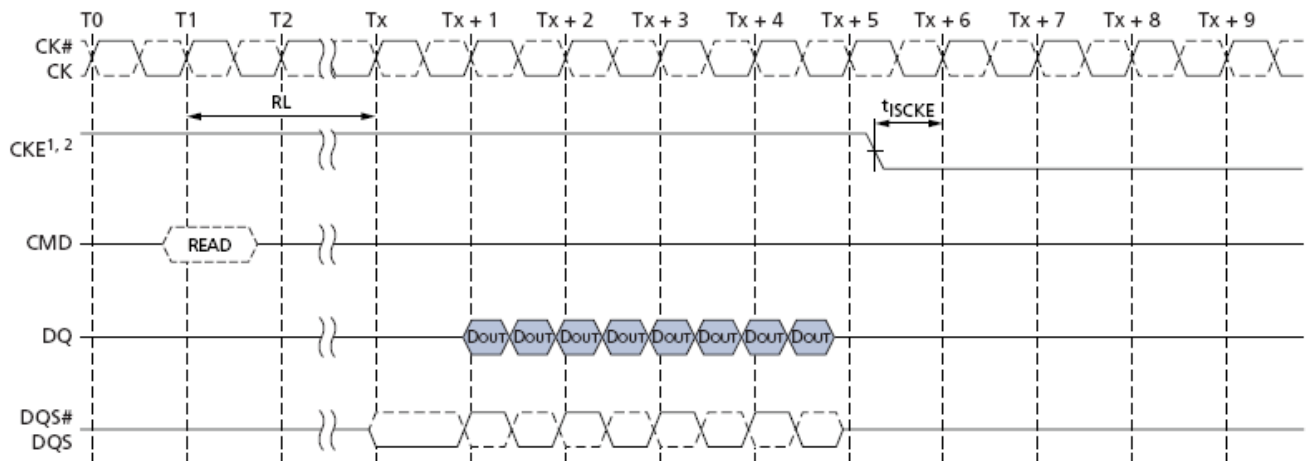 T0 T1 T2 Tx Tx + 1 Tx + 2 Tx + 3 Tx + 4 Tx + 5 Tx + 6 Tx + 7 Tx + 8 Tx + 9
CK#
CK
RL
tISCKE
CKE1, 2
CMD READ
DQ DOUT DOUT DOUT DOUT DOUT DOUT DOUT DOUT
DQS#
DQS